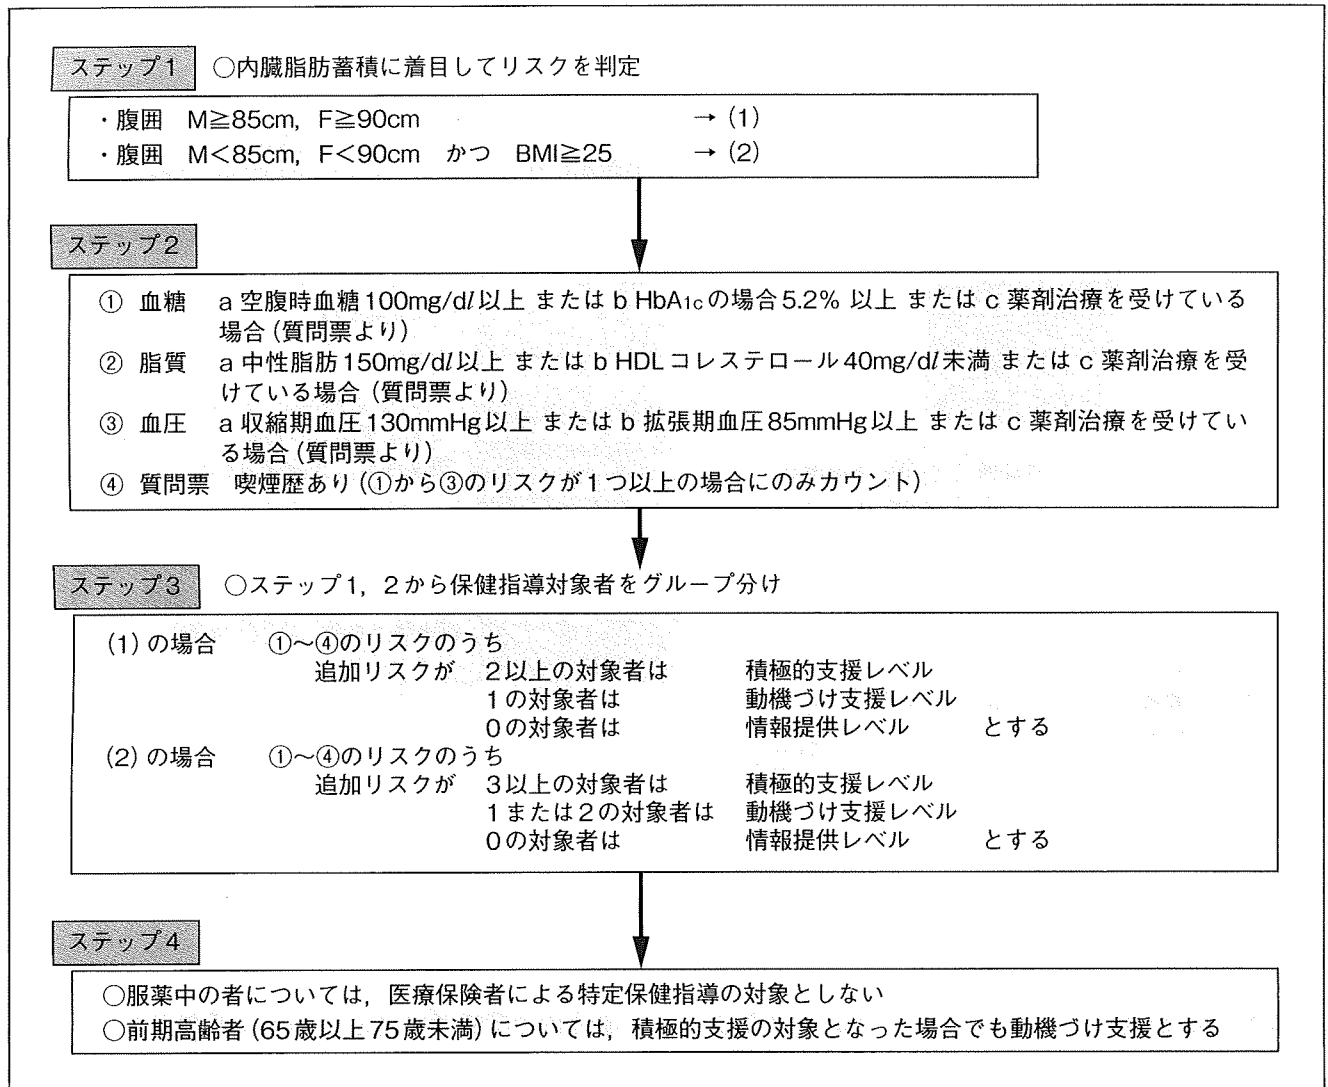 ステップ1 ○内臓脂肪蓄積に着目してリスクを判定
・腹囲 M≧85cm, F≧90cm → (1)
・腹囲 M<85cm, F<90cm かつ BMI≧25 → (2)
ステップ2
① 血糖 a 空腹時血糖100mg/dl以上 または b HbA1cの場合5.2% 以上 または c 薬剤治療を受けている
場合(質問票より)
② 脂質 a 中性脂肪150mg/dl以上 または b HDLコレステロール40mg/dl未満 または c 薬剤治療を受
けている場合(質問票より)
③ 血圧 a 収縮期血圧130mmHg以上 または b 拡張期血圧85mmHg以上 または c 薬剤治療を受けてい
る場合(質問票より)
④ 質問票 喫煙歴あり(①から③のリスクが1つ以上の場合にのみカウント)
ステップ3 ○ステップ1, 2から保健指導対象者をグループ分け
(1)の場合 ①~④のリスクのうち
追加リスクが 2以上の対象者は 積極的支援レベル
1の対象者は 動機づけ支援レベル
0の対象者は 情報提供レベル とする
(2)の場合 ①~④のリスクのうち
追加リスクが 3以上の対象者は 積極的支援レベル
1または2の対象者は 動機づけ支援レベル
0の対象者は 情報提供レベル とする
ステップ4
○服薬中の者については, 医療保険者による特定保健指導の対象としない
○前期高齢者(65歳以上75歳未満)については, 積極的支援の対象となった場合でも動機づけ支援とする